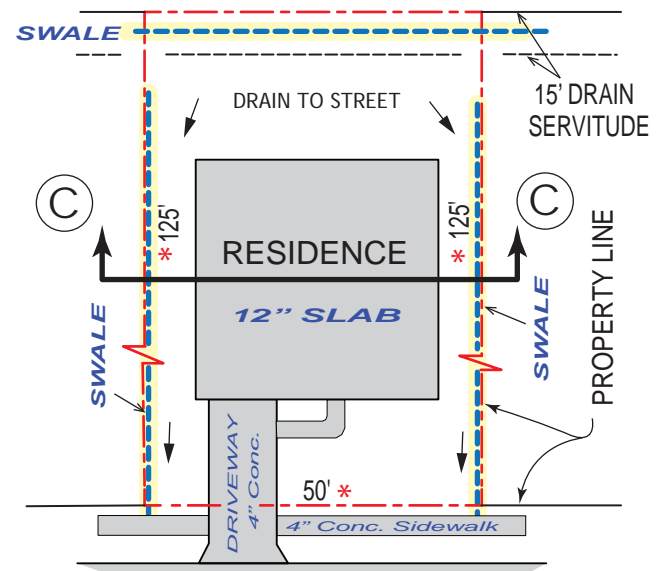 SWALE
15' DRAIN
SERVITUDE
DRAIN TO STREET
C
C
* 125'
* 125'
RESIDENCE
12” SLAB
SWALE
SWALE
PROPERTY LINE
DRIVEWAY
4” Conc.
50' *
4” Conc. Sidewalk